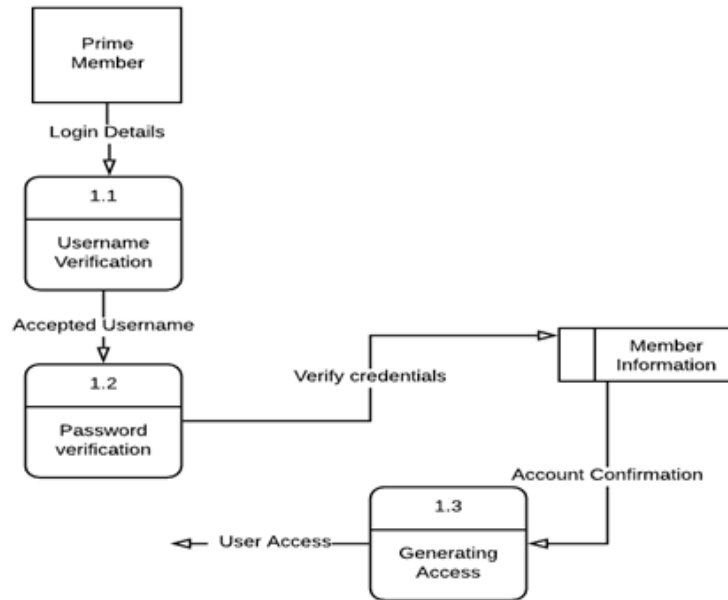 Prime
Member
Login Details
1.1
Username
Verification
Accepted Username
1.2
Password
verification
Verify credentials
Member
Information
Account Confirmation
1.3
Generating
Access
User Access